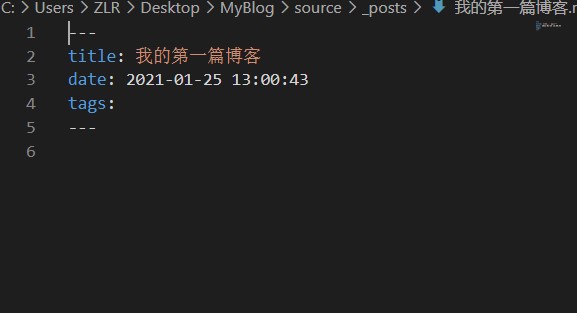 C: > Users > ZLR > Desktop > MyBlog > source > _posts > 我的第一篇博客.m
1 ---
2 title: 我的第一篇博客
3 date: 2021-01-25 13:00:43
4 tags:
5 ---
6